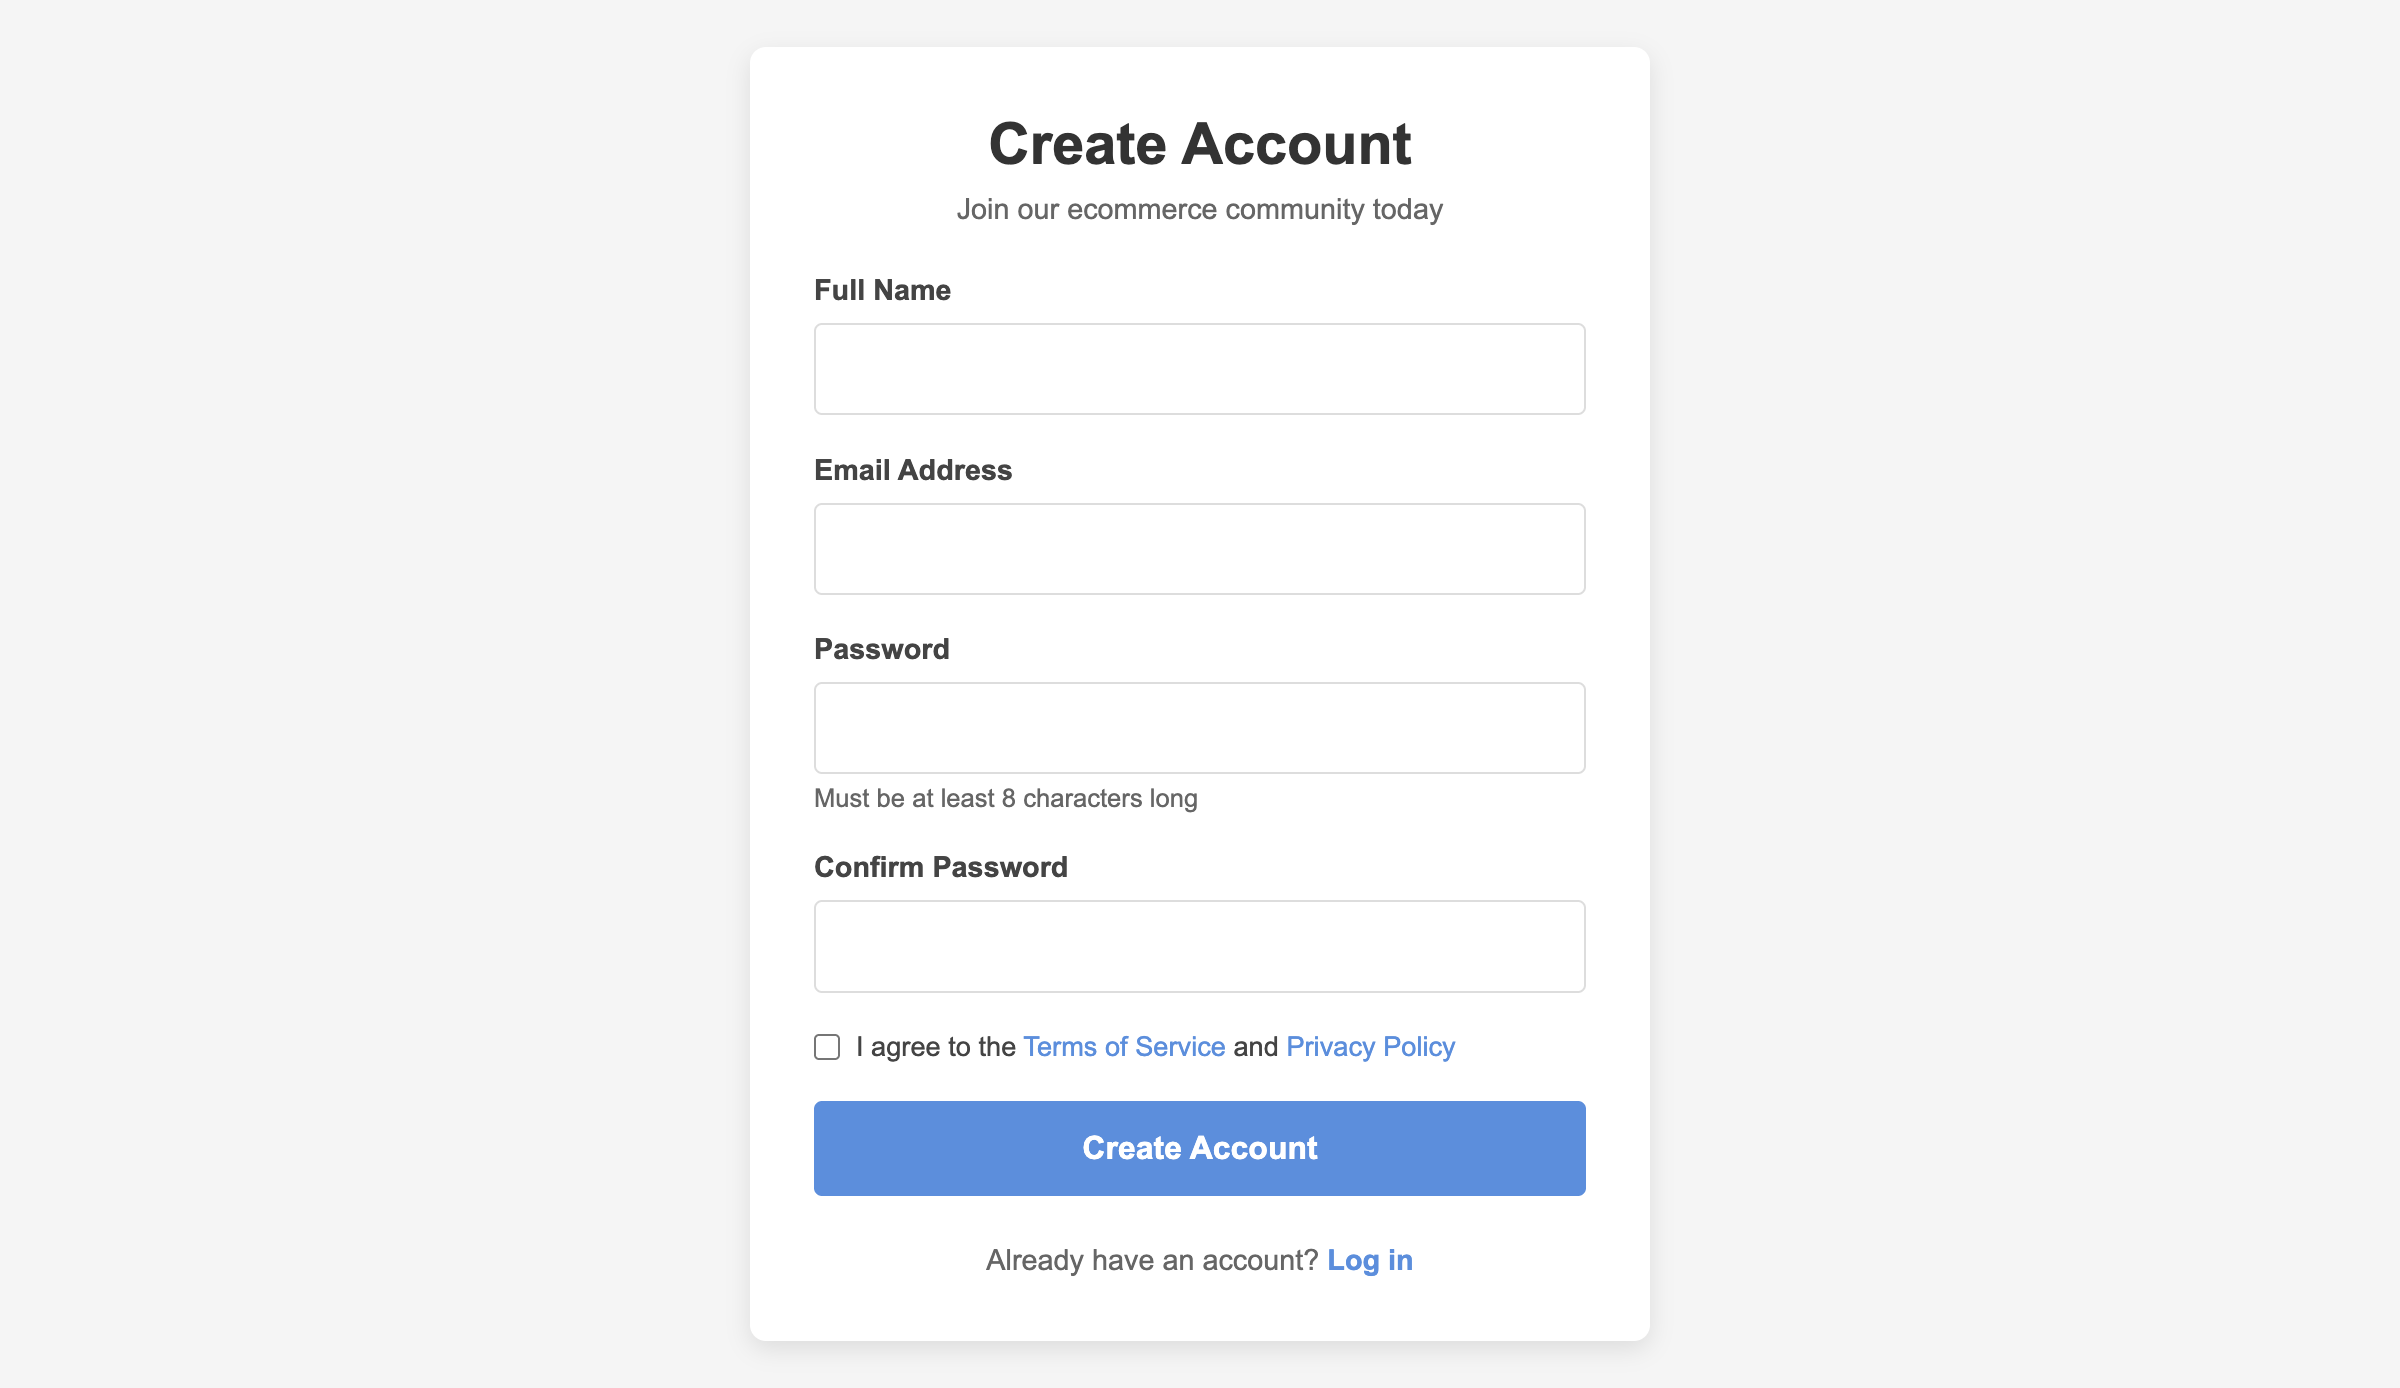 Create Account
Join our ecommerce community today
Full Name
Email Address
Password
Must be at least 8 characters long
Confirm Password
I agree to the Terms of Service and Privacy Policy
Create Account
Already have an account? Log in